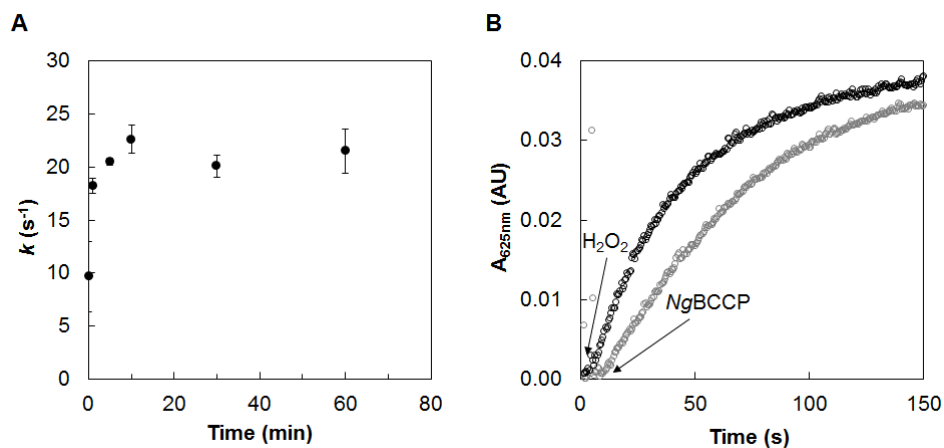 A
30
25
20
15
10
5
0
k (s⁻¹)
0 20 40 60 80
Time (min)
B
0.04
0.03
0.02
0.01
0.00
A₆₂₅ₙₘ (AU)
H₂O₂
NgBCCP
0 50 100 150
Time (s)